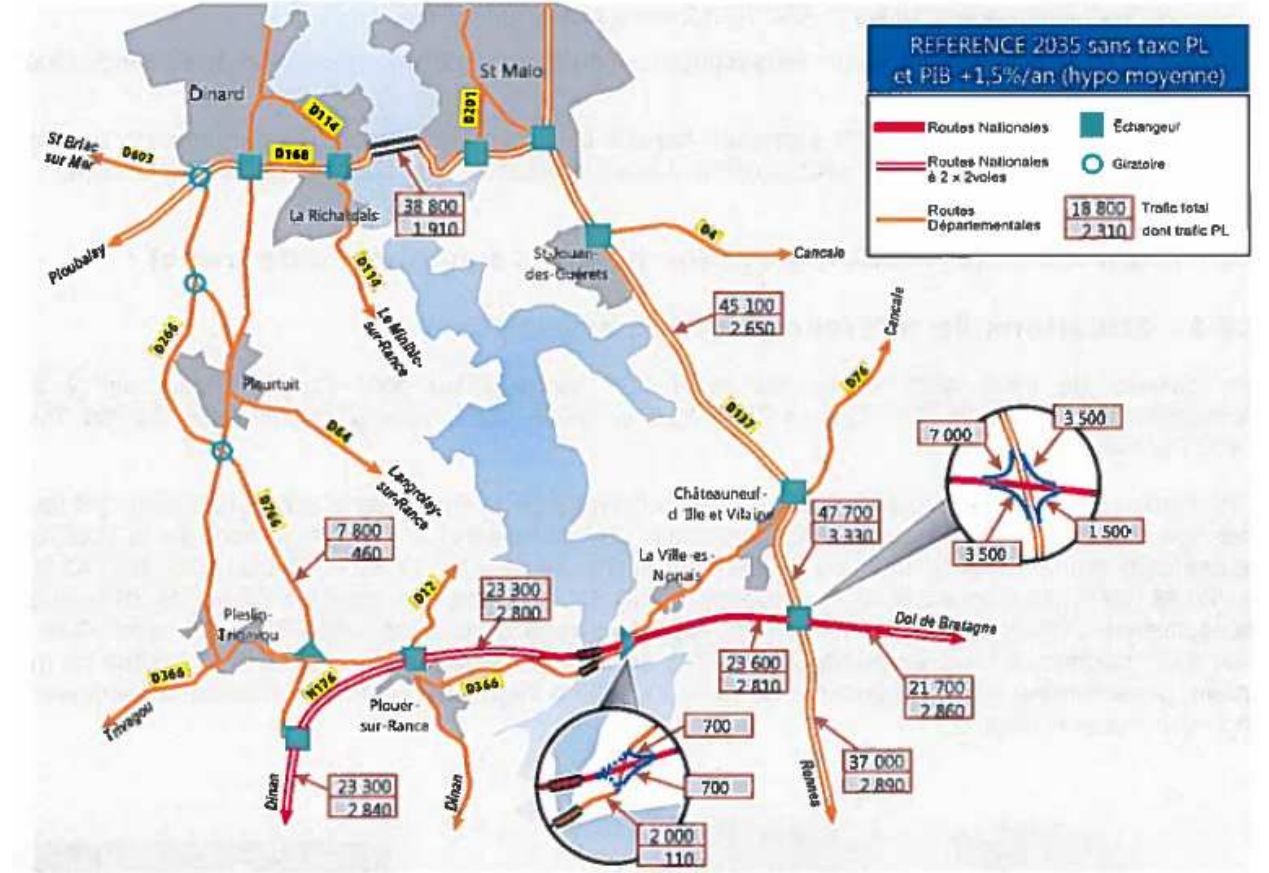 REFERENCE 2035 sans taxe PL
et PIB +1,5%/an (hypo moyenne)
Routes Nationales
Échangeur
Routes Nationales
à 2 x 2voies
Giratoire
Routes
Départementales
18 800
2 310
Trafic total
dont trafic PL
St Malo
Dinard
D114
D201
St Briac
sur Mer
D603
D168
La Richardais
38 800
1 910
D4
Cancale
St-Jouan-
des-Guérets
Ploubalay
D114
Le Minihic-
sur-Rance
45 100
2 650
Cancale
D266
D76
Pleurtuit
D137
3 500
7 000
D64
Langrolay-
sur-Rance
Châteauneuf-
d'Ille et Vilaine
47 700
3 330
3 500
1 500
D766
7 800
460
La Ville-es-
Nonais
23 300
2 800
D12
Pleslin-
Trigavou
Dol de Bretagne
D366
N176
D366
23 600
2 810
21 700
2 860
Trivagou
Plouër-
sur-Rance
700
Dinan
23 300
2 840
Dinan
700
Rennes
37 000
2 890
2 000
110